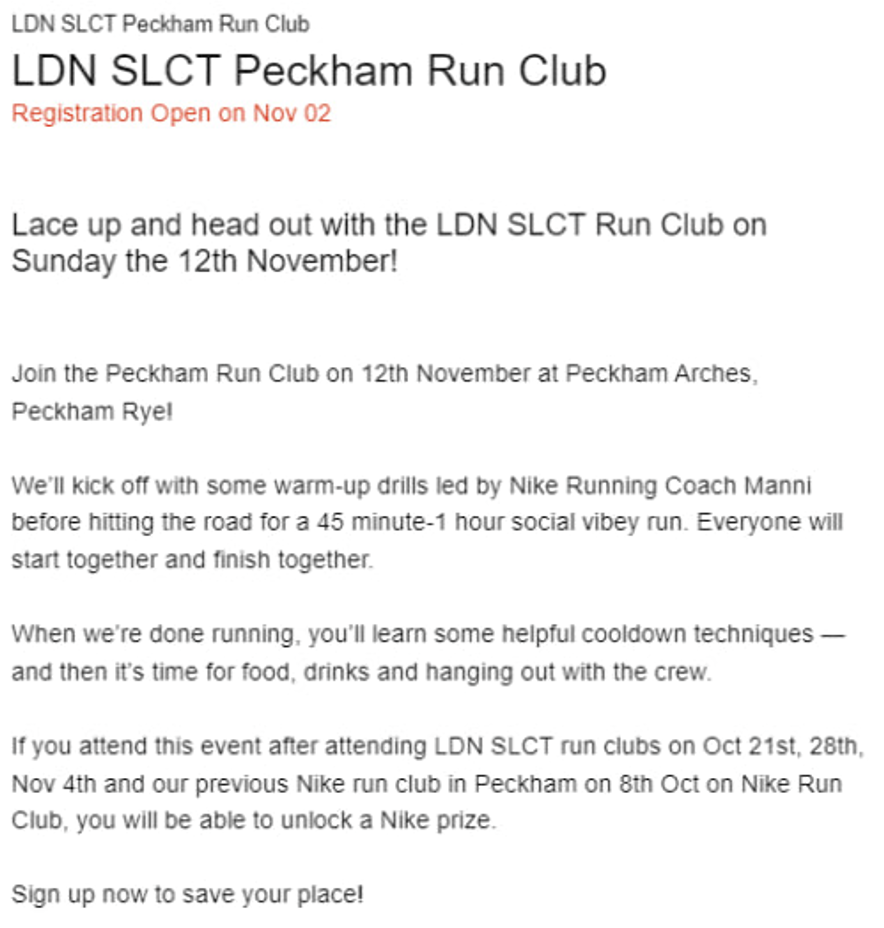 LDN SLCT Peckham Run Club
LDN SLCT Peckham Run Club
Registration Open on Nov 02
Lace up and head out with the LDN SLCT Run Club on
Sunday the 12th November!
Join the Peckham Run Club on 12th November at Peckham Arches,
Peckham Rye!
We'll kick off with some warm-up drills led by Nike Running Coach Manni
before hitting the road for a 45 minute-1 hour social vibey run. Everyone will
start together and finish together.
When we're done running, you'll learn some helpful cooldown techniques —
and then it's time for food, drinks and hanging out with the crew.
If you attend this event after attending LDN SLCT run clubs on Oct 21st, 28th,
Nov 4th and our previous Nike run club in Peckham on 8th Oct on Nike Run
Club, you will be able to unlock a Nike prize.
Sign up now to save your place!